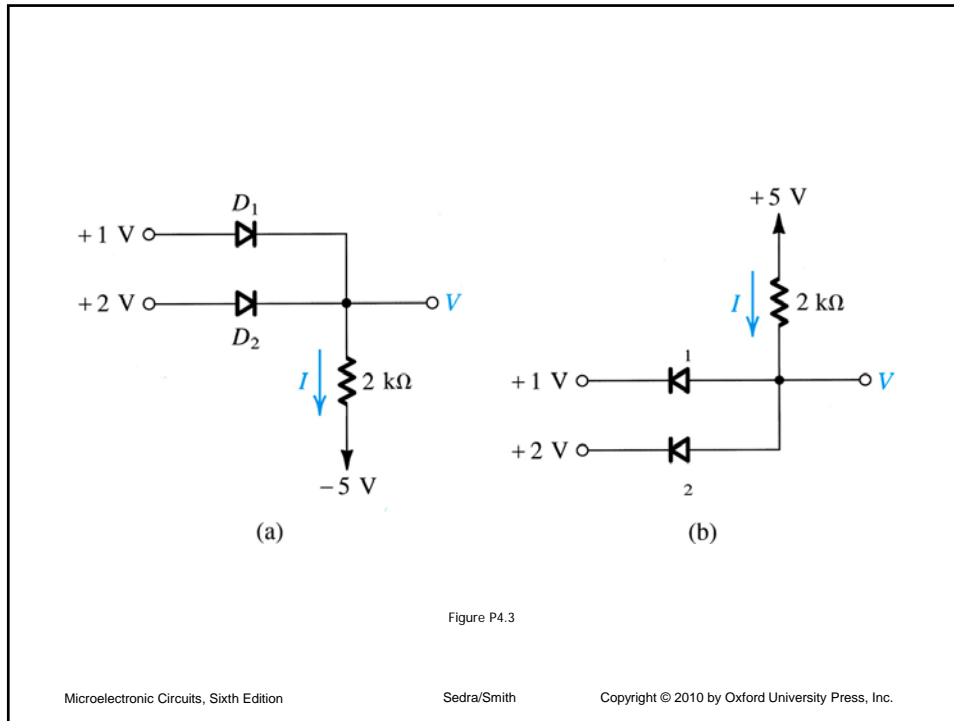 D1
+1 V
+2 V
V
D2
I
2 kΩ
−5 V
(a)
+5 V
I
2 kΩ
1
+1 V
V
+2 V
2
(b)
Figure P4.3
Microelectronic Circuits, Sixth Edition Sedra/Smith Copyright © 2010 by Oxford University Press, Inc.